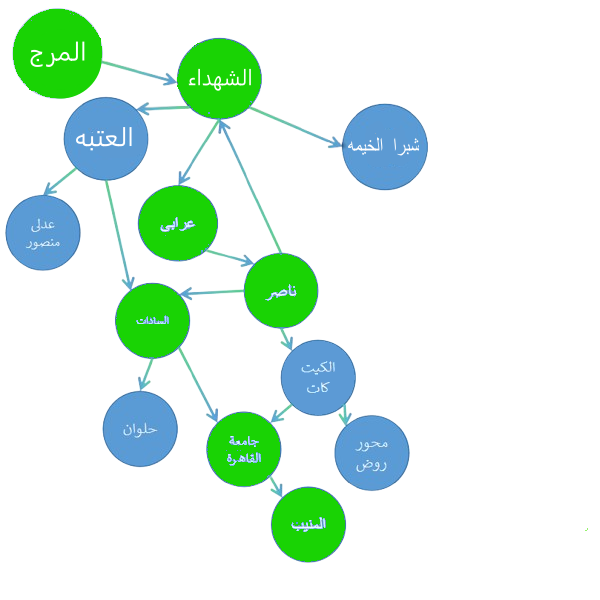 المرج
الشهداء
العتبه
شبرا الخيمه
عدلى
منصور
عرابى
ناصر
السادات
الكيت
كات
حلوان
جامعة
القاهرة
محور
روض
المنيب